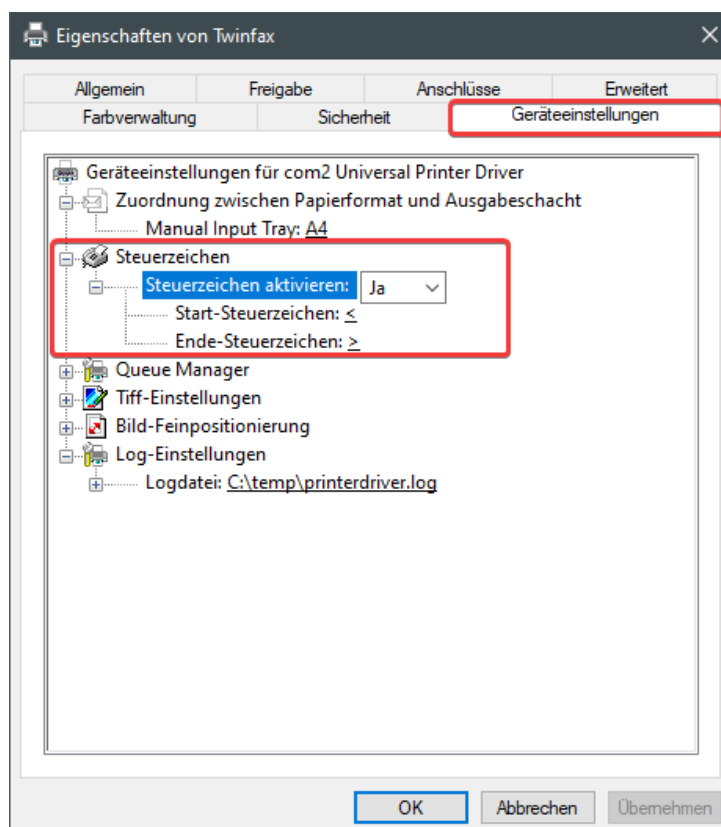 Eigenschaften von Twinfax
Allgemein Freigabe Anschlüsse Erweitert
Farbverwaltung Sicherheit Geräteeinstellungen
Geräteeinstellungen für com2 Universal Printer Driver
Zuordnung zwischen Papierformat und Ausgabeschacht
Manual Input Tray: A4
Steuerzeichen
Steuerzeichen aktivieren: Ja
Start-Steuerzeichen: <
Ende-Steuerzeichen: >
Queue Manager
Tiff-Einstellungen
Bild-Feinpositionierung
Log-Einstellungen
Logdatei: C:\temp\printerdriver.log
OK Abbrechen Übernehmen